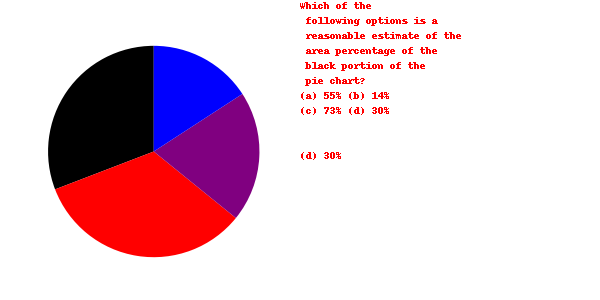 Which of the
following options is a
reasonable estimate of the
area percentage of the
black portion of the
pie chart?
(a) 55% (b) 14%
(c) 73% (d) 30%
(d) 30%